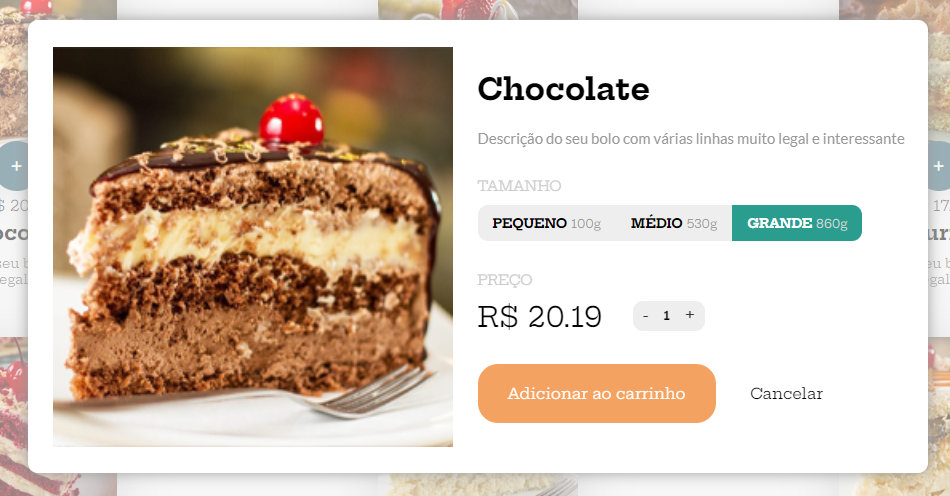 Chocolate
Descrição do seu bolo com várias linhas muito legal e interessante
TAMANHO
PEQUENO 100g MÉDIO 530g GRANDE 860g
PREÇO
R$ 20.19 - 1 +
Adicionar ao carrinho Cancelar
+